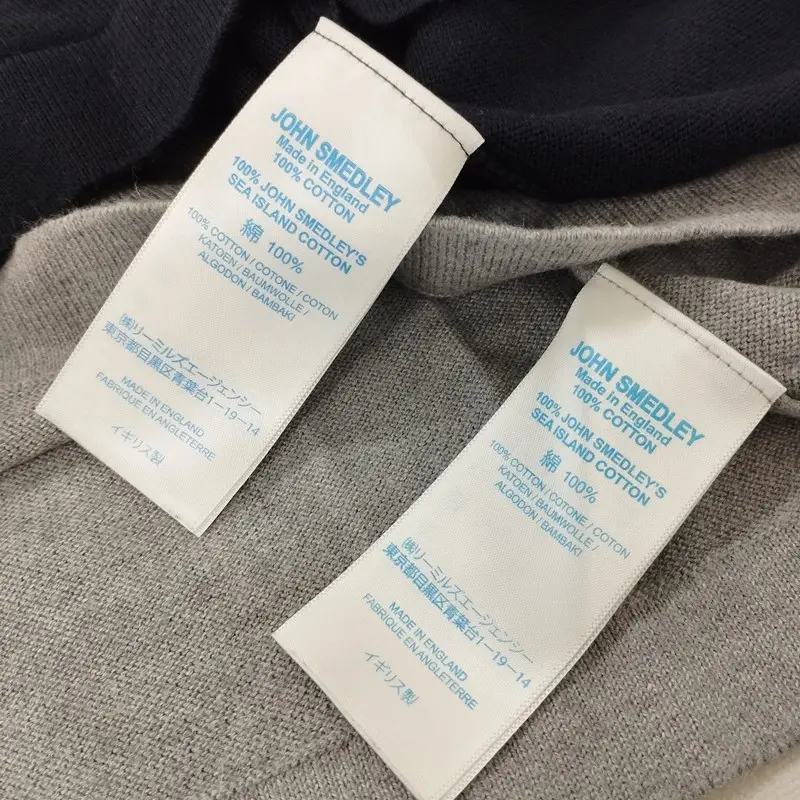 JOHN SMEDLEY
Made in England
100% COTTON
100% JOHN SMEDLEY'S
SEA ISLAND COTTON
綿 100%
100% COTTON / COTONE / COTON
KATOEN / BAUMWOLLE /
ALGODON / BAMBAKI
㈱リーミルズエージェンシー
東京都目黒区青葉台1-19-14
MADE IN ENGLAND
FABRIQUE EN ANGLETERRE
イギリス製
JOHN SMEDLEY
Made in England
100% COTTON
100% JOHN SMEDLEY'S
SEA ISLAND COTTON
綿 100%
100% COTTON / COTONE / COTON
KATOEN / BAUMWOLLE /
ALGODON / BAMBAKI
㈱リーミルズエージェンシー
東京都目黒区青葉台1-19-14
MADE IN ENGLAND
FABRIQUE EN ANGLETERRE
イギリス製